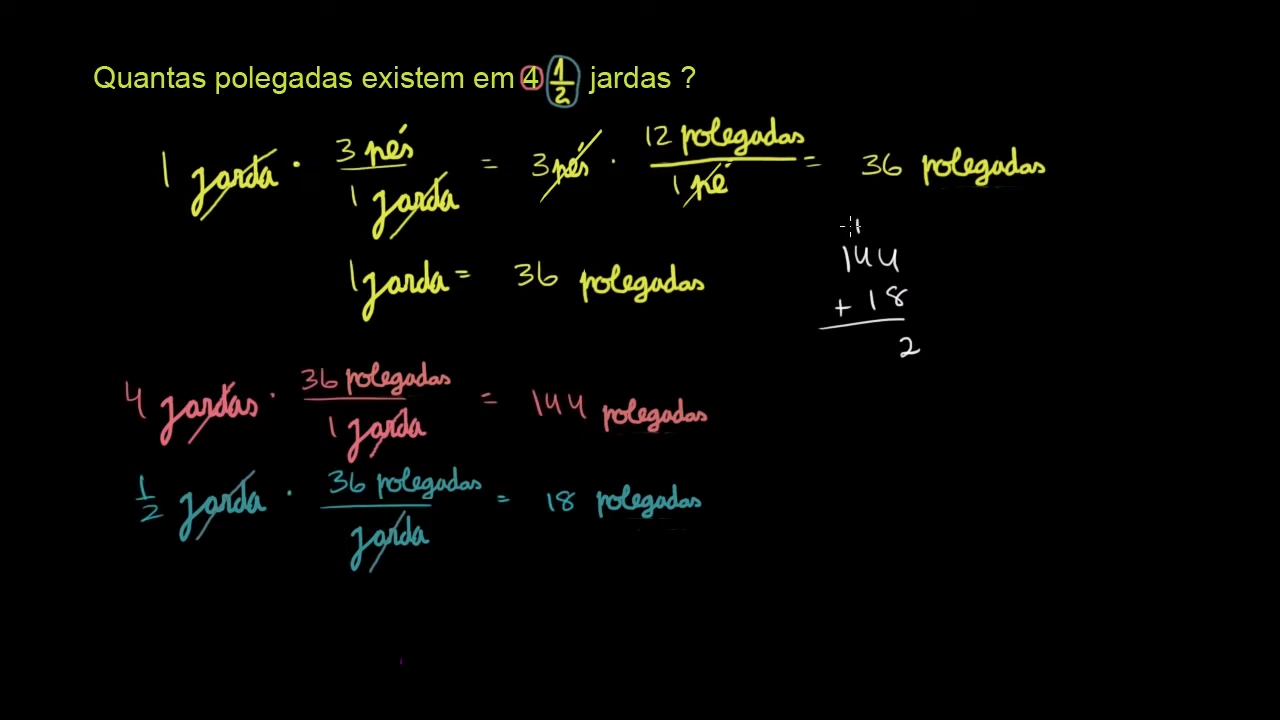 Quantas polegadas existem em 4 1/2 jardas ?
1 jarda · 3 pés / 1 jarda = 3 pés · 12 polegadas / 1 pé = 36 polegadas
1 jarda = 36 polegadas
1
144
+ 18
2
4 jardas · 36 polegadas / 1 jarda = 144 polegadas
1/2 jarda · 36 polegadas / jarda = 18 polegadas